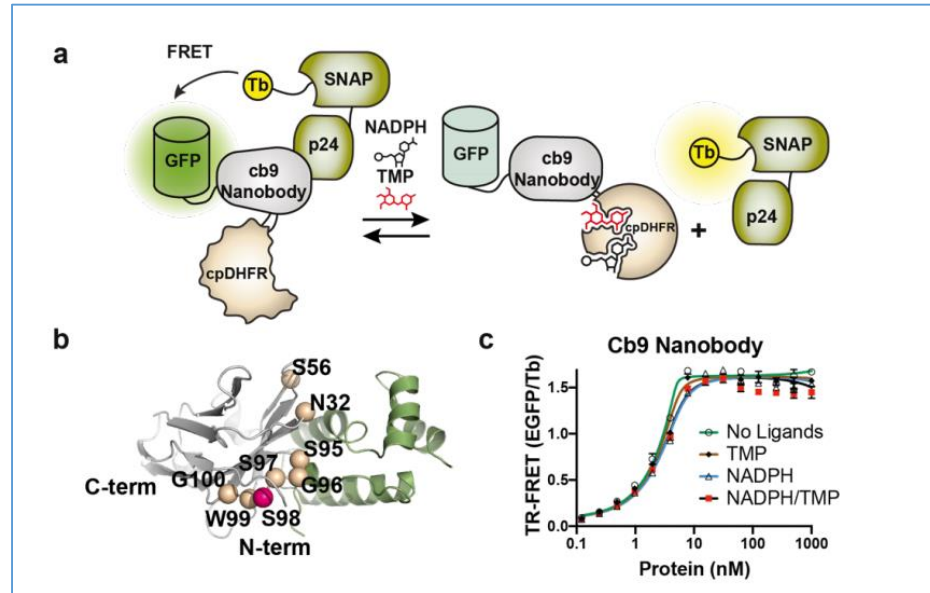 a
FRET
Tb
SNAP
GFP
cb9
Nanobody
p24
cpDHFR
NADPH
TMP
GFP
cb9
Nanobody
cpDHFR
+
Tb
SNAP
p24
b
S56
N32
S95
S97
G96
G100
C-term
W99
S98
N-term
c
Cb9 Nanobody
TR-FRET (EGFP/Tb)
1.5
1.0
0.5
0.0
No Ligands
TMP
NADPH
NADPH/TMP
0.1 1 10 100 1000
Protein (nM)